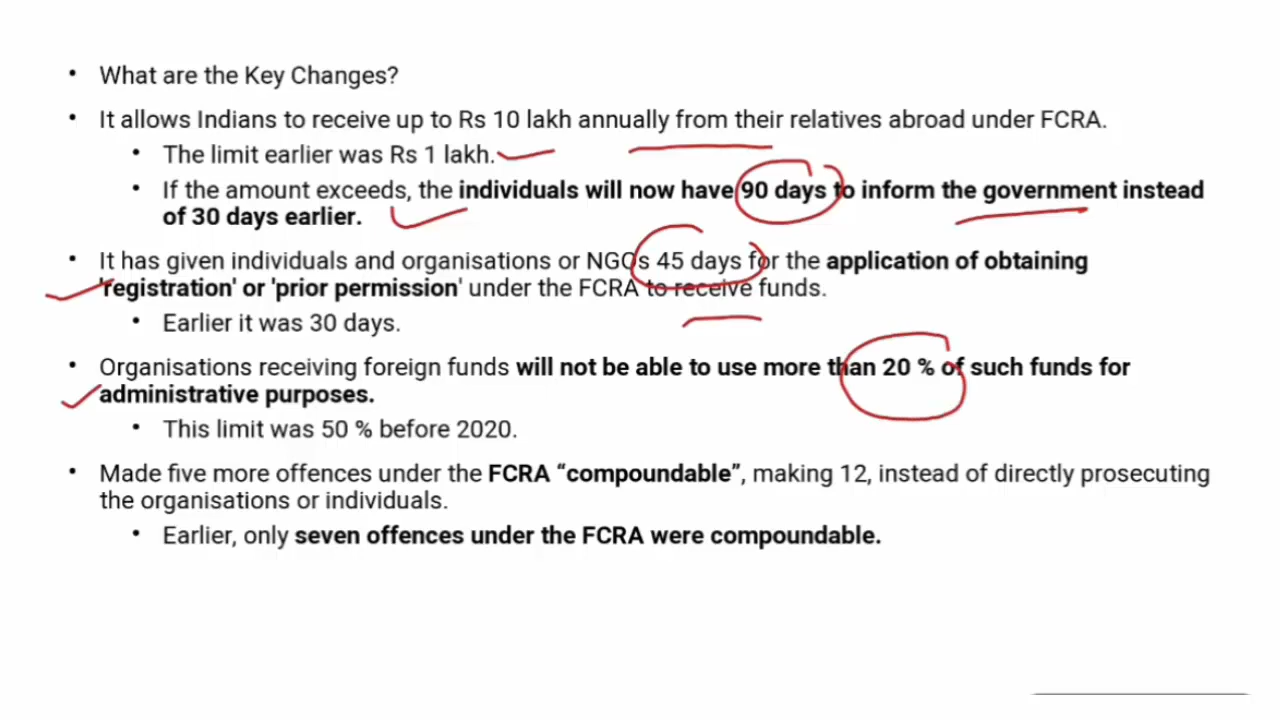 • What are the Key Changes?
• It allows Indians to receive up to Rs 10 lakh annually from their relatives abroad under FCRA.
• The limit earlier was Rs 1 lakh.
• If the amount exceeds, the individuals will now have 90 days to inform the government instead
of 30 days earlier.
• It has given individuals and organisations or NGOs 45 days for the application of obtaining
'registration' or 'prior permission' under the FCRA to receive funds.
• Earlier it was 30 days.
• Organisations receiving foreign funds will not be able to use more than 20 % of such funds for
administrative purposes.
• This limit was 50 % before 2020.
• Made five more offences under the FCRA “compoundable”, making 12, instead of directly prosecuting
the organisations or individuals.
• Earlier, only seven offences under the FCRA were compoundable.